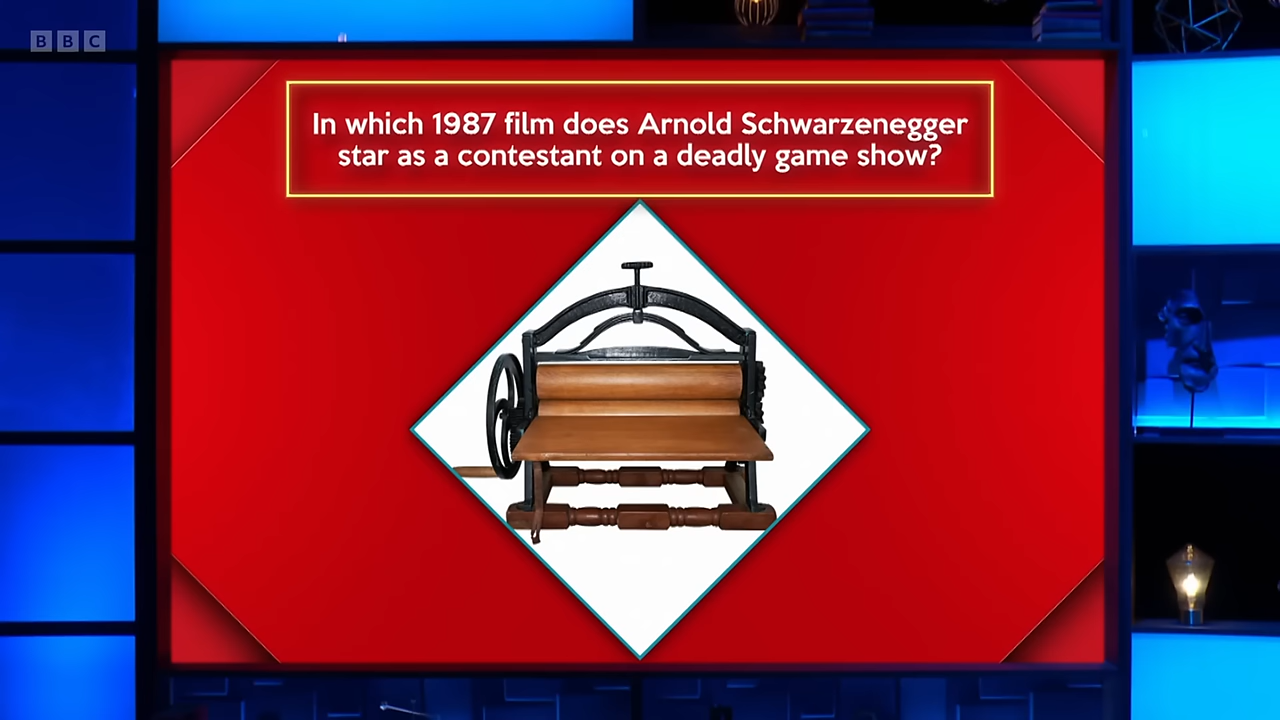 BBC
In which 1987 film does Arnold Schwarzenegger
star as a contestant on a deadly game show?